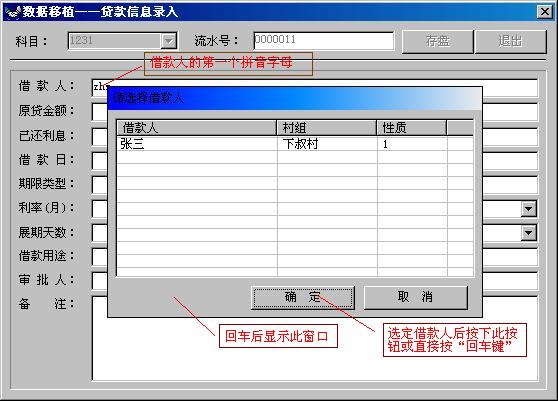 数据移植——贷款信息录入
科目： 1231 流水号： 0000011 存盘 退出
借款人的第一个拼音字母
借 款 人：
请选择借款人
原贷金额：
借款人 村组 性质
已还利息：
张三 下叔村 1
借 款 日：
期限类型：
利率(月)：
展期天数：
借款用途：
审 批 人：
确 定 取 消
备 注：
回车后显示此窗口
选定借款人后按下此按
钮或直接按“回车键”